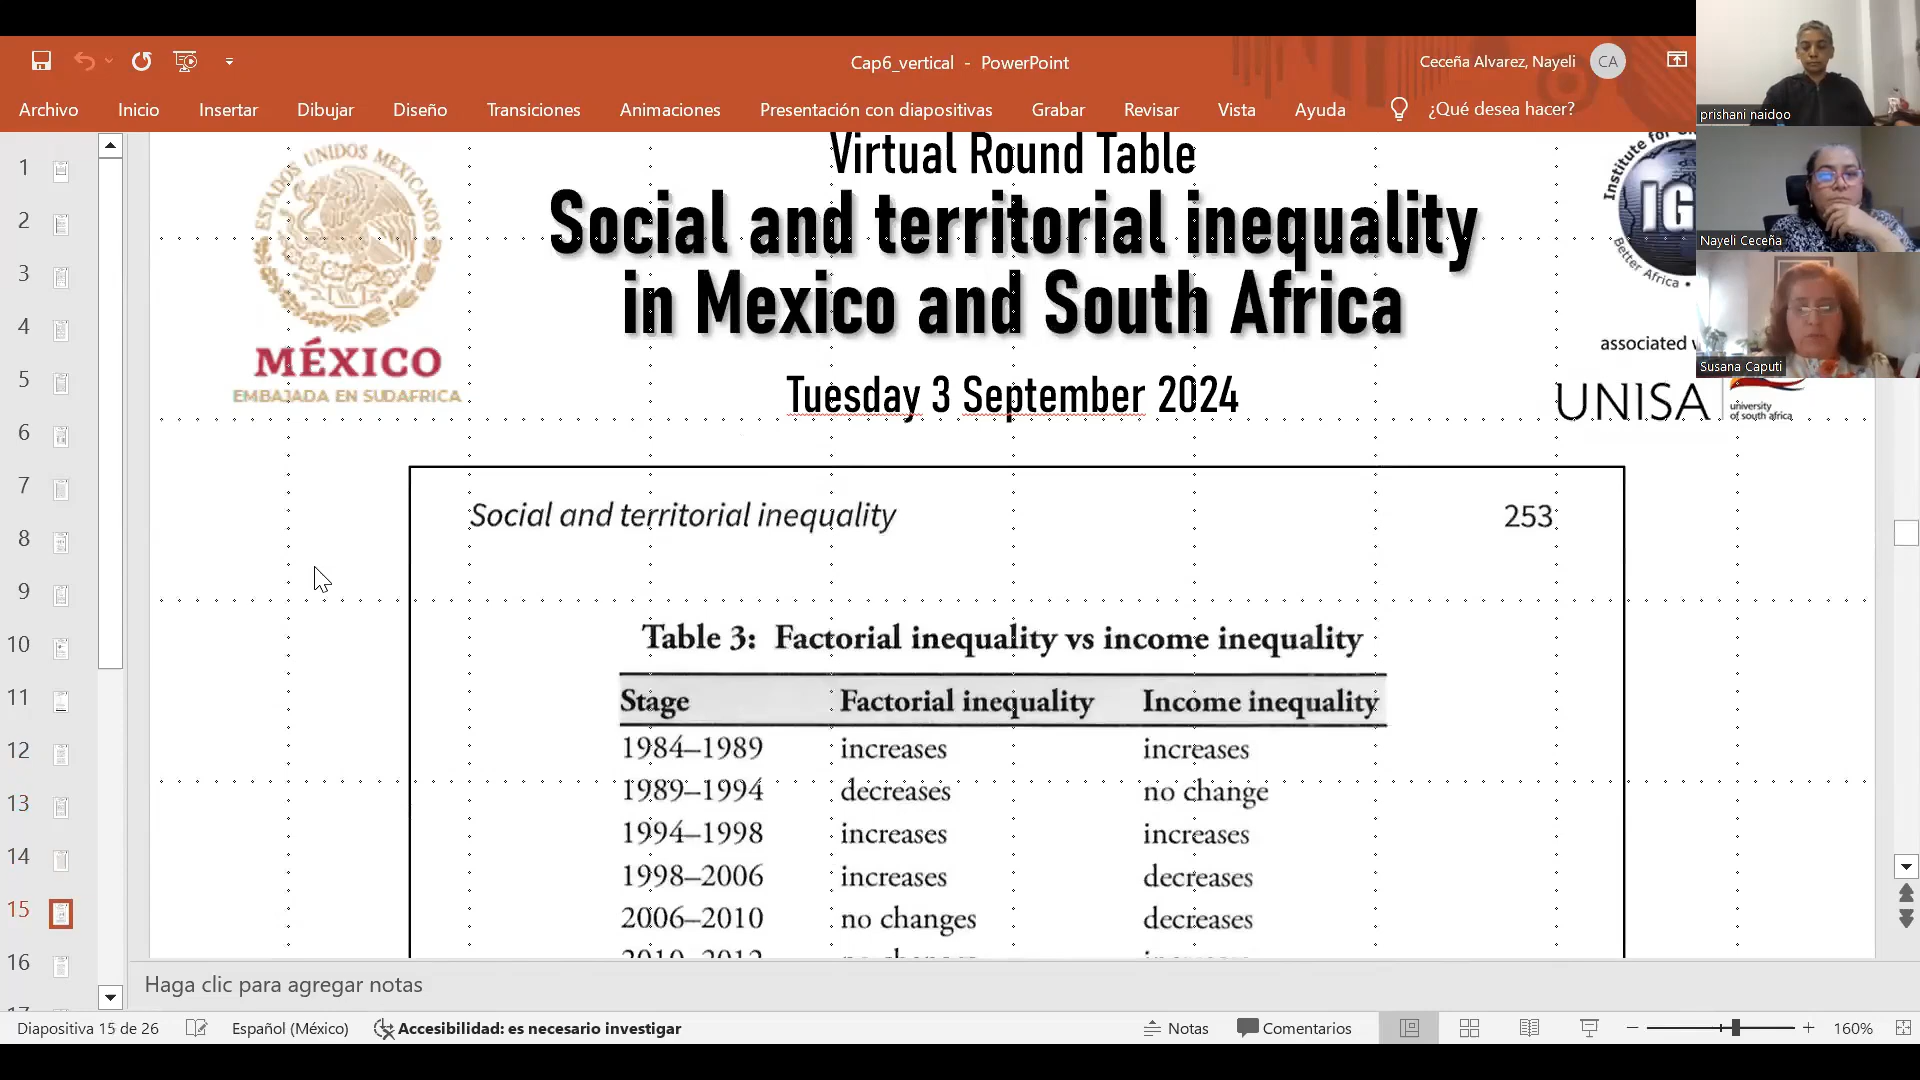 Cap6_vertical - PowerPoint
Ceceña Alvarez, Nayeli
CA
Archivo
Inicio
Insertar
Dibujar
Diseño
Transiciones
Animaciones
Presentación con diapositivas
Grabar
Revisar
Vista
Ayuda
¿Qué desea hacer?
prishani naidoo
Nayeli Ceceña
Susana Caputi
1
2
3
4
5
6
7
8
9
10
11
12
13
14
15
16
ESTADOS UNIDOS MEXICANOS
MÉXICO
EMBAJADA EN SUDAFRICA
Virtual Round Table
Social and territorial inequality
in Mexico and South Africa
Tuesday 3 September 2024
Institute for
IG
Better Africa •
associated
UNISA
university
of south africa
Social and territorial inequality
253
Table 3: Factorial inequality vs income inequality
Stage Factorial inequality Income inequality
1984–1989 increases increases
1989–1994 decreases no change
1994–1998 increases increases
1998–2006 increases decreases
2006–2010 no changes decreases
Haga clic para agregar notas
Diapositiva 15 de 26
Español (México)
Accesibilidad: es necesario investigar
Notas
Comentarios
160%